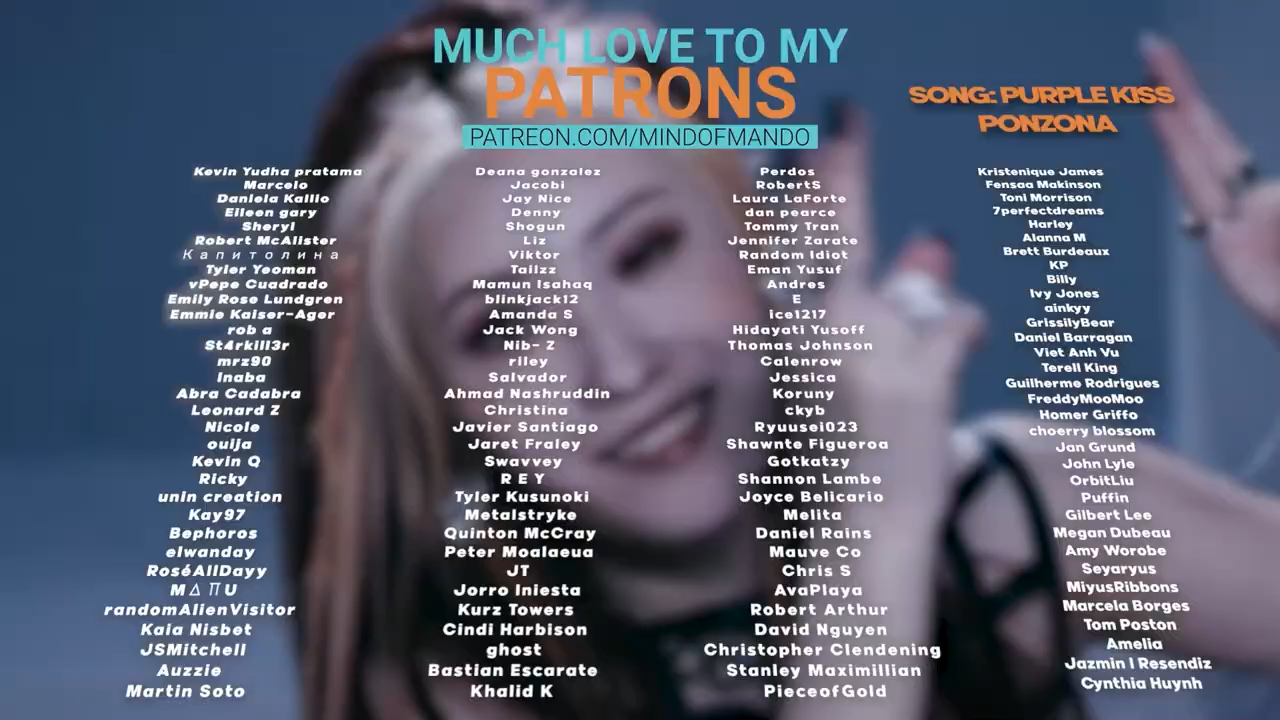 MUCH LOVE TO MY
PATRONS
PATREON.COM/MINDOFMANDO
SONG: PURPLE KISS
PONZONA
Kevin Yudha pratama
Marcelo
Daniela Kallio
Eileen gary
Sheryl
Robert McAlister
Капитолина
Tyler Yeoman
vPepe Cuadrado
Emily Rose Lundgren
Emmie Kaiser-Ager
rob a
St4rkill3r
mrz90
Inaba
Abra Cadabra
Leonard Z
Nicole
ouija
Kevin Q
Ricky
unin creation
Kay97
Bephoros
elwanday
RoséAllDayy
M∆ΠU
randomAlienVisitor
Kaia Nisbet
JSMitchell
Auzzie
Martin Soto
Deana gonzalez
Jacobi
Jay Nice
Denny
Shogun
Liz
Viktor
Tailzz
Mamun Isahaq
blinkjack12
Amanda S
Jack Wong
Nib- Z
riley
Salvador
Ahmad Nashruddin
Christina
Javier Santiago
Jaret Fraley
Swavvey
R E Y
Tyler Kusunoki
Metalstryke
Quinton McCray
Peter Moalaeua
JT
Jorro Iniesta
Kurz Towers
Cindi Harbison
ghost
Bastian Escarate
Khalid K
Perdos
RobertS
Laura LaForte
dan pearce
Tommy Tran
Jennifer Zarate
Random Idiot
Eman Yusuf
Andres
E
ice1217
Hidayati Yusoff
Thomas Johnson
Calenrow
Jessica
Koruny
ckyb
Ryuusei023
Shawnte Figueroa
Gotkatzy
Shannon Lambe
Joyce Belicario
Melita
Daniel Rains
Mauve Co
Chris S
AvaPlaya
Robert Arthur
David Nguyen
Christopher Clendening
Stanley Maximillian
PieceofGold
Kristenique James
Fensaa Makinson
Toni Morrison
7perfectdreams
Harley
Alanna M
Brett Burdeaux
KP
Billy
Ivy Jones
ainkyy
GrissilyBear
Daniel Barragan
Viet Anh Vu
Terell King
Guilherme Rodrigues
FreddyMooMoo
Homer Griffo
choerry blossom
Jan Grund
John Lyle
OrbitLiu
Puffin
Gilbert Lee
Megan Dubeau
Amy Worobe
Seyaryus
MiyusRibbons
Marcela Borges
Tom Poston
Amelia
Jazmin I Resendiz
Cynthia Huynh